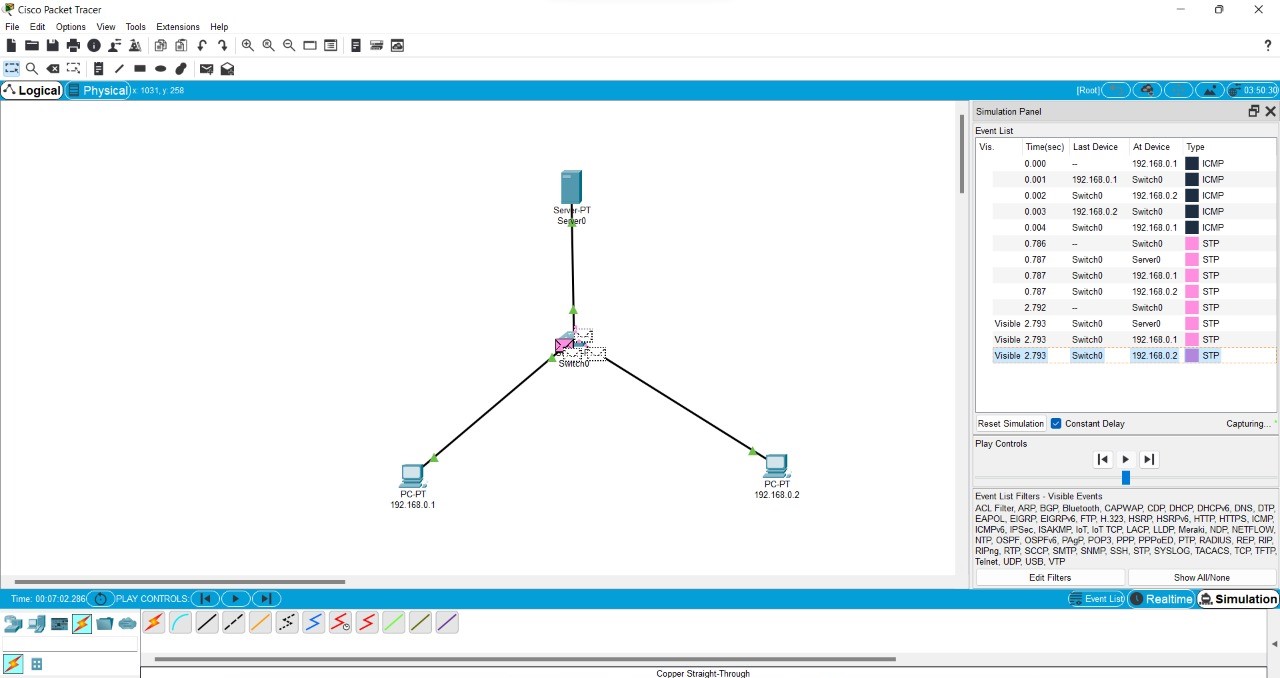 Cisco Packet Tracer
File Edit Options View Tools Extensions Help
?
Logical Physical x: 1031, y: 258 [Root] 03:50:30
Simulation Panel
Event List
Vis. Time(sec) Last Device At Device Type
0.000 -- 192.168.0.1 ICMP
0.001 192.168.0.1 Switch0 ICMP
0.002 Switch0 192.168.0.2 ICMP
0.003 192.168.0.2 Switch0 ICMP
0.004 Switch0 192.168.0.1 ICMP
0.786 -- Switch0 STP
0.787 Switch0 Server0 STP
0.787 Switch0 192.168.0.1 STP
0.787 Switch0 192.168.0.2 STP
2.792 -- Switch0 STP
Visible 2.793 Switch0 Server0 STP
Visible 2.793 Switch0 192.168.0.1 STP
Visible 2.793 Switch0 192.168.0.2 STP
Reset Simulation Constant Delay Capturing...
Play Controls
Event List Filters - Visible Events
ACL Filter, ARP, BGP, Bluetooth, CAPWAP, CDP, DHCP, DHCPv6, DNS, DTP,
EAPOL, EIGRP, EIGRPv6, FTP, H.323, HSRP, HSRPv6, HTTP, HTTPS, ICMP,
ICMPv6, IPSec, ISAKMP, IoT, IoT TCP, LACP, LLDP, Meraki, NDP, NETFLOW,
NTP, OSPF, OSPFv6, PAgP, POP3, PPP, PPPoED, PTP, RADIUS, REP, RIP,
RIPng, RTP, SCCP, SMTP, SNMP, SSH, STP, SYSLOG, TACACS, TCP, TFTP,
Telnet, UDP, USB, VTP
Edit Filters Show All/None
Server-PT
Server0
Switch0
PC-PT
192.168.0.1
PC-PT
192.168.0.2
Time: 00:07:02.286 PLAY CONTROLS: Event List Realtime Simulation
Copper Straight-Through